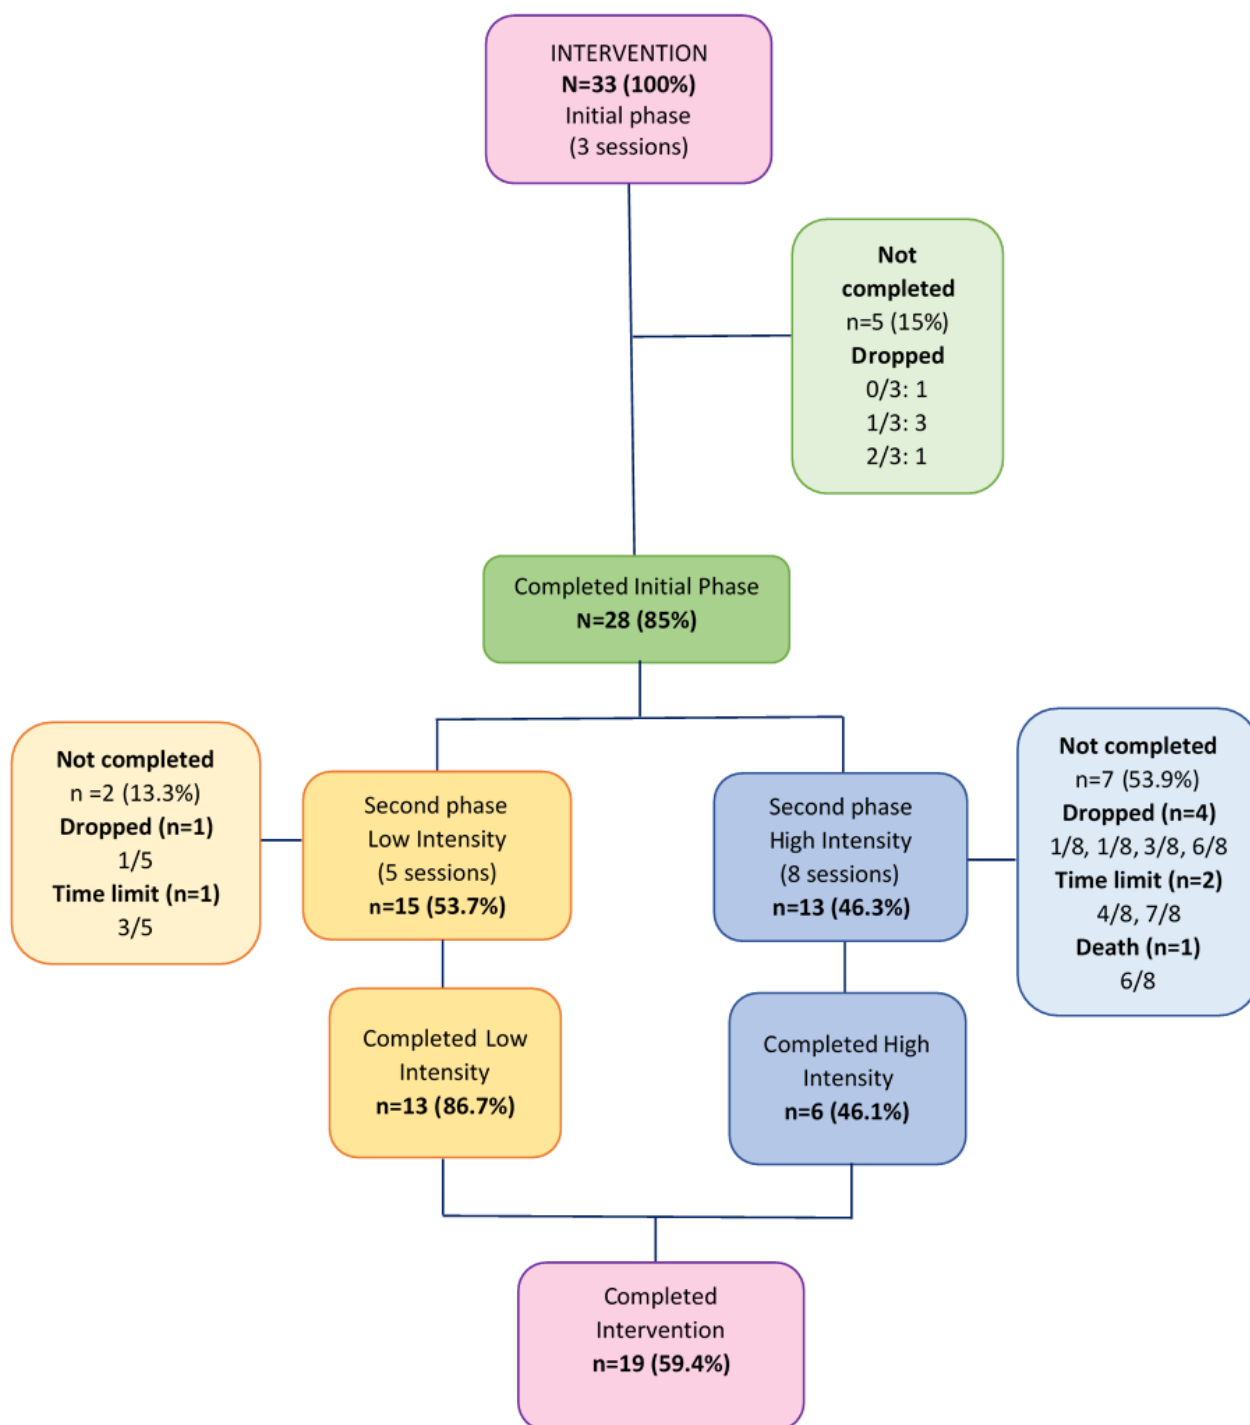 INTERVENTION
N=33 (100%)
Initial phase
(3 sessions)
Not
completed
n=5 (15%)
Dropped
0/3: 1
1/3: 3
2/3: 1
Completed Initial Phase
N=28 (85%)
Not completed
n =2 (13.3%)
Dropped (n=1)
1/5
Time limit (n=1)
3/5
Second phase
Low Intensity
(5 sessions)
n=15 (53.7%)
Second phase
High Intensity
(8 sessions)
n=13 (46.3%)
Not completed
n=7 (53.9%)
Dropped (n=4)
1/8, 1/8, 3/8, 6/8
Time limit (n=2)
4/8, 7/8
Death (n=1)
6/8
Completed Low
Intensity
n=13 (86.7%)
Completed High
Intensity
n=6 (46.1%)
Completed
Intervention
n=19 (59.4%)